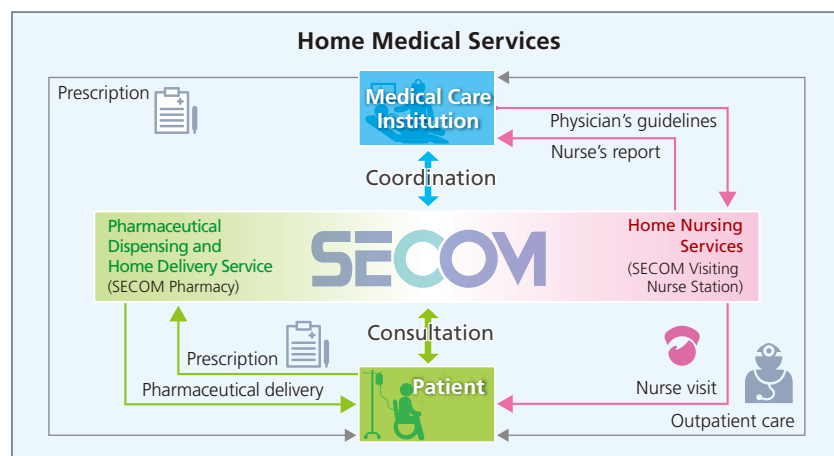 Home Medical Services
Prescription
Medical Care
Institution
Physician’s guidelines
Nurse’s report
Coordination
Pharmaceutical
Dispensing and
Home Delivery Service
(SECOM Pharmacy)
SECOM
Home Nursing
Services
(SECOM Visiting
Nurse Station)
Consultation
Prescription
Pharmaceutical delivery
Patient
Nurse visit
Outpatient care